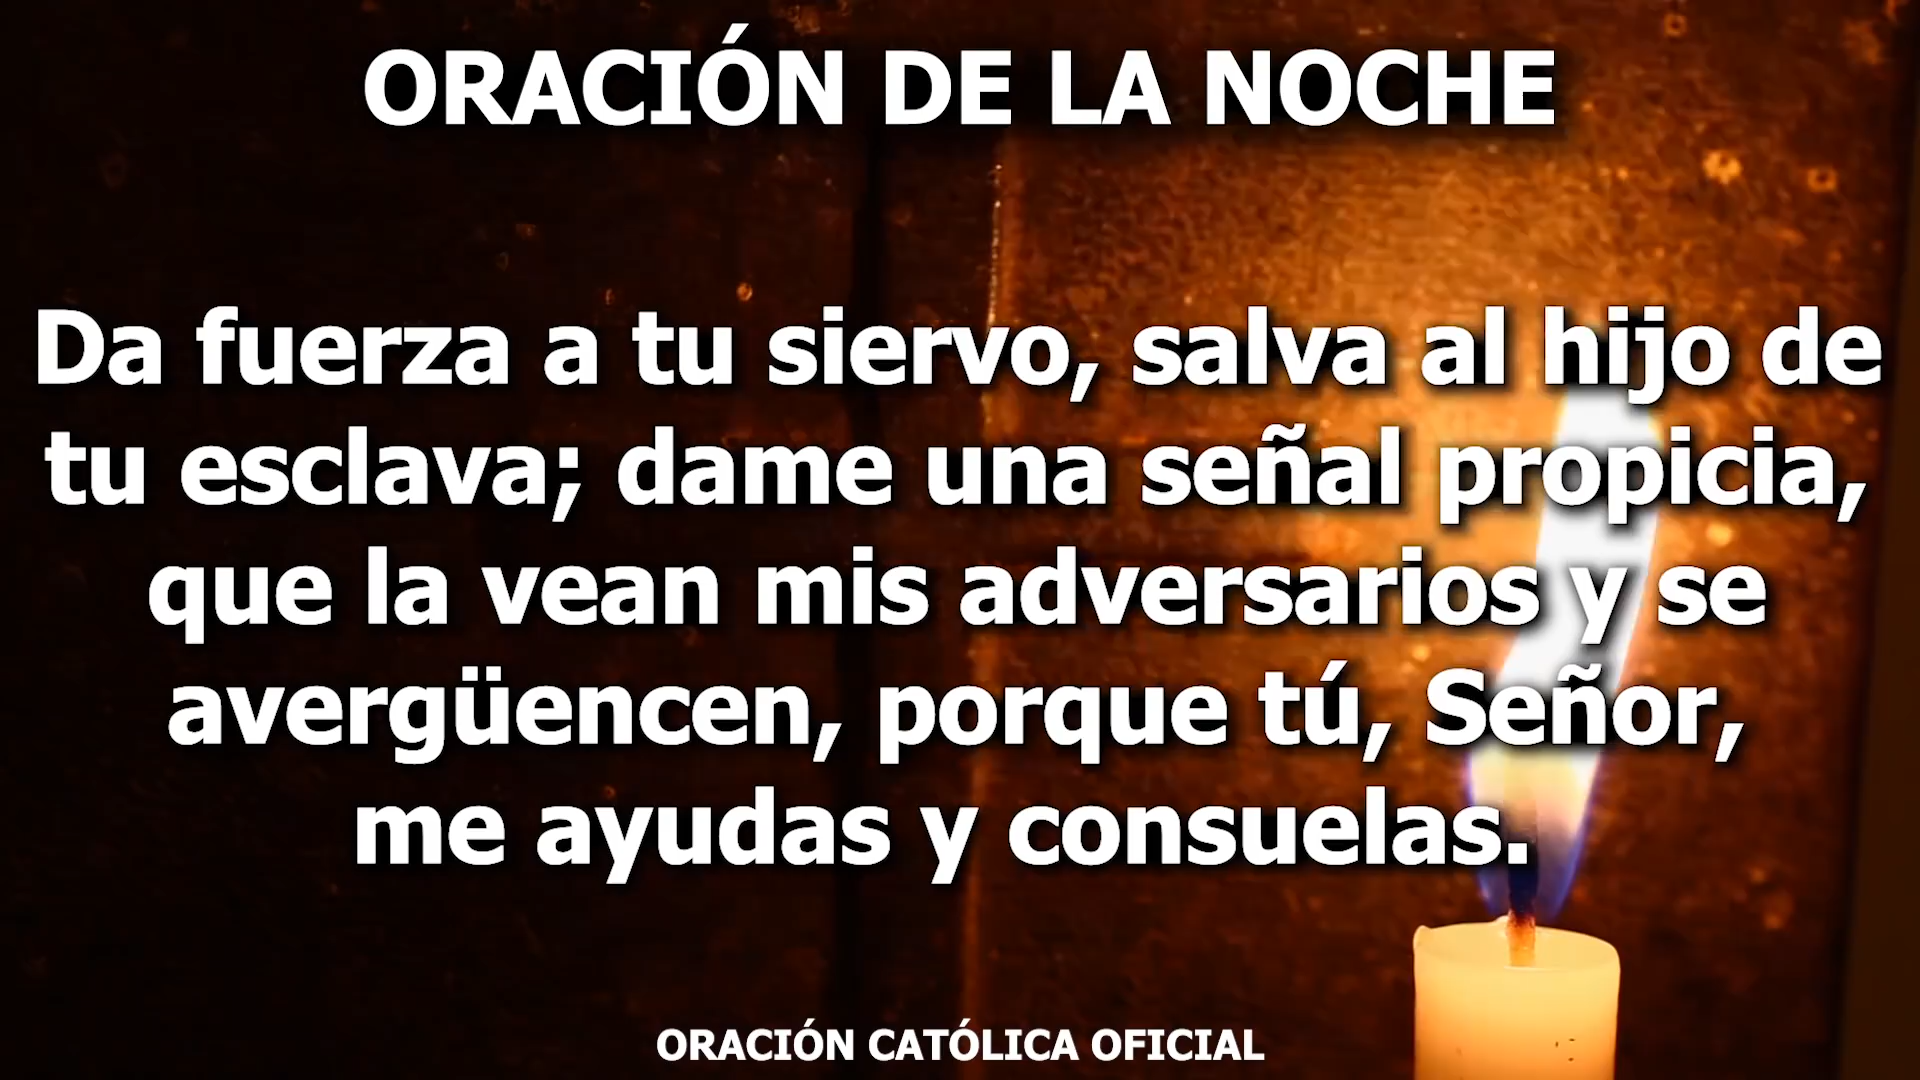 ORACIÓN DE LA NOCHE
Da fuerza a tu siervo, salva al hijo de
tu esclava; dame una señal propicia,
que la vean mis adversarios y se
avergüencen, porque tú, Señor,
me ayudas y consuelas.
ORACIÓN CATÓLICA OFICIAL